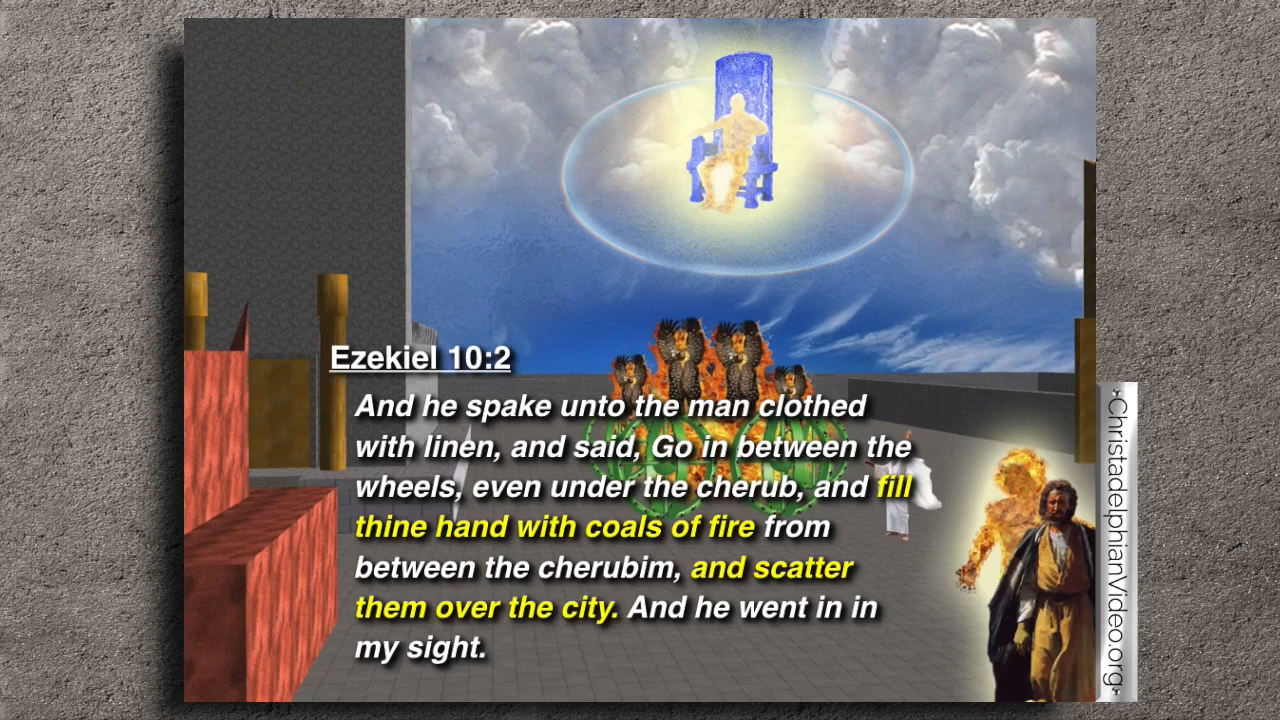 Ezekiel 10:2
And he spake unto the man clothed
with linen, and said, Go in between the
wheels, even under the cherub, and fill
thine hand with coals of fire from
between the cherubim, and scatter
them over the city. And he went in in
my sight.
ChristadelphianVideo.org